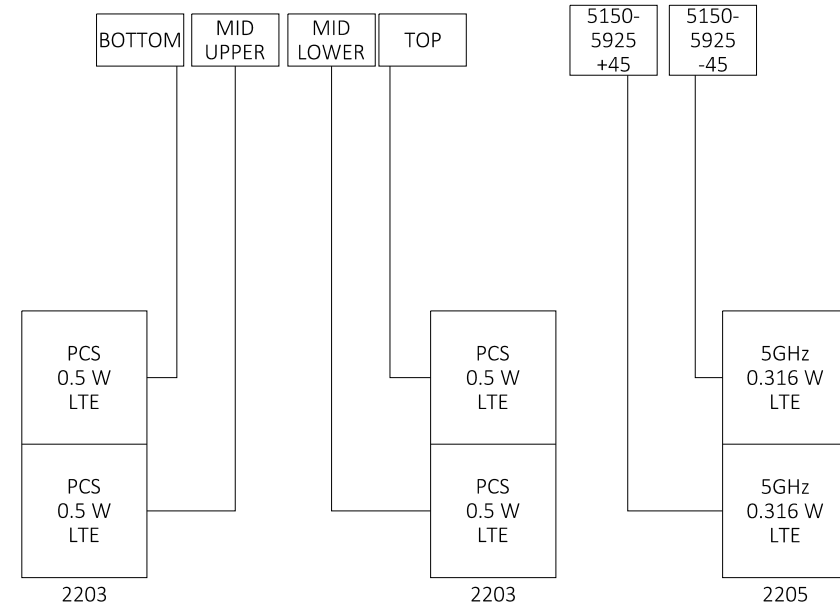 BOTTOM
MID
UPPER
MID
LOWER
TOP
5150-
5925
+45
5150-
5925
-45
PCS
0.5 W
LTE
PCS
0.5 W
LTE
2203
PCS
0.5 W
LTE
PCS
0.5 W
LTE
2203
5GHz
0.316 W
LTE
5GHz
0.316 W
LTE
2205